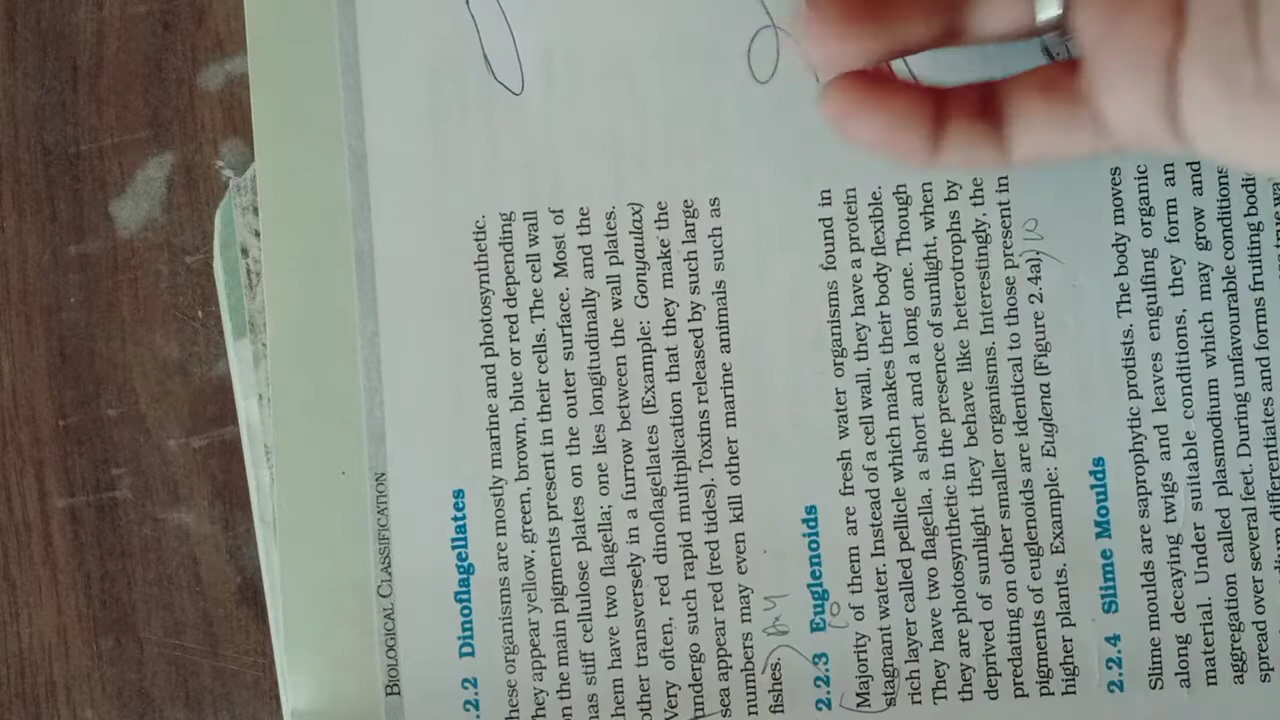 BIOLOGICAL CLASSIFICATION
.2.2 Dinoflagellates
hese organisms are mostly marine and photosynthetic.
hey appear yellow, green, brown, blue or red depending
n the main pigments present in their cells. The cell wall
as stiff cellulose plates on the outer surface. Most of
hem have two flagella; one lies longitudinally and the
ther transversely in a furrow between the wall plates.
Very often, red dinoflagellates (Example: Gonyaulax)
undergo such rapid multiplication that they make the
sea appear red (red tides). Toxins released by such large
numbers may even kill other marine animals such as
fishes.
2.2.3 Euglenoids
Majority of them are fresh water organisms found in
stagnant water. Instead of a cell wall, they have a protein
rich layer called pellicle which makes their body flexible.
They have two flagella, a short and a long one. Though
they are photosynthetic in the presence of sunlight, when
deprived of sunlight they behave like heterotrophs by
predating on other smaller organisms. Interestingly, the
pigments of euglenoids are identical to those present in
higher plants. Example: Euglena (Figure 2.4a).
2.2.4 Slime Moulds
Slime moulds are saprophytic protists. The body moves
along decaying twigs and leaves engulfing organic
material. Under suitable conditions, they form an
aggregation called plasmodium which may grow and
spread over several feet. During unfavourable conditions
differentiates and forms fruiting bodi